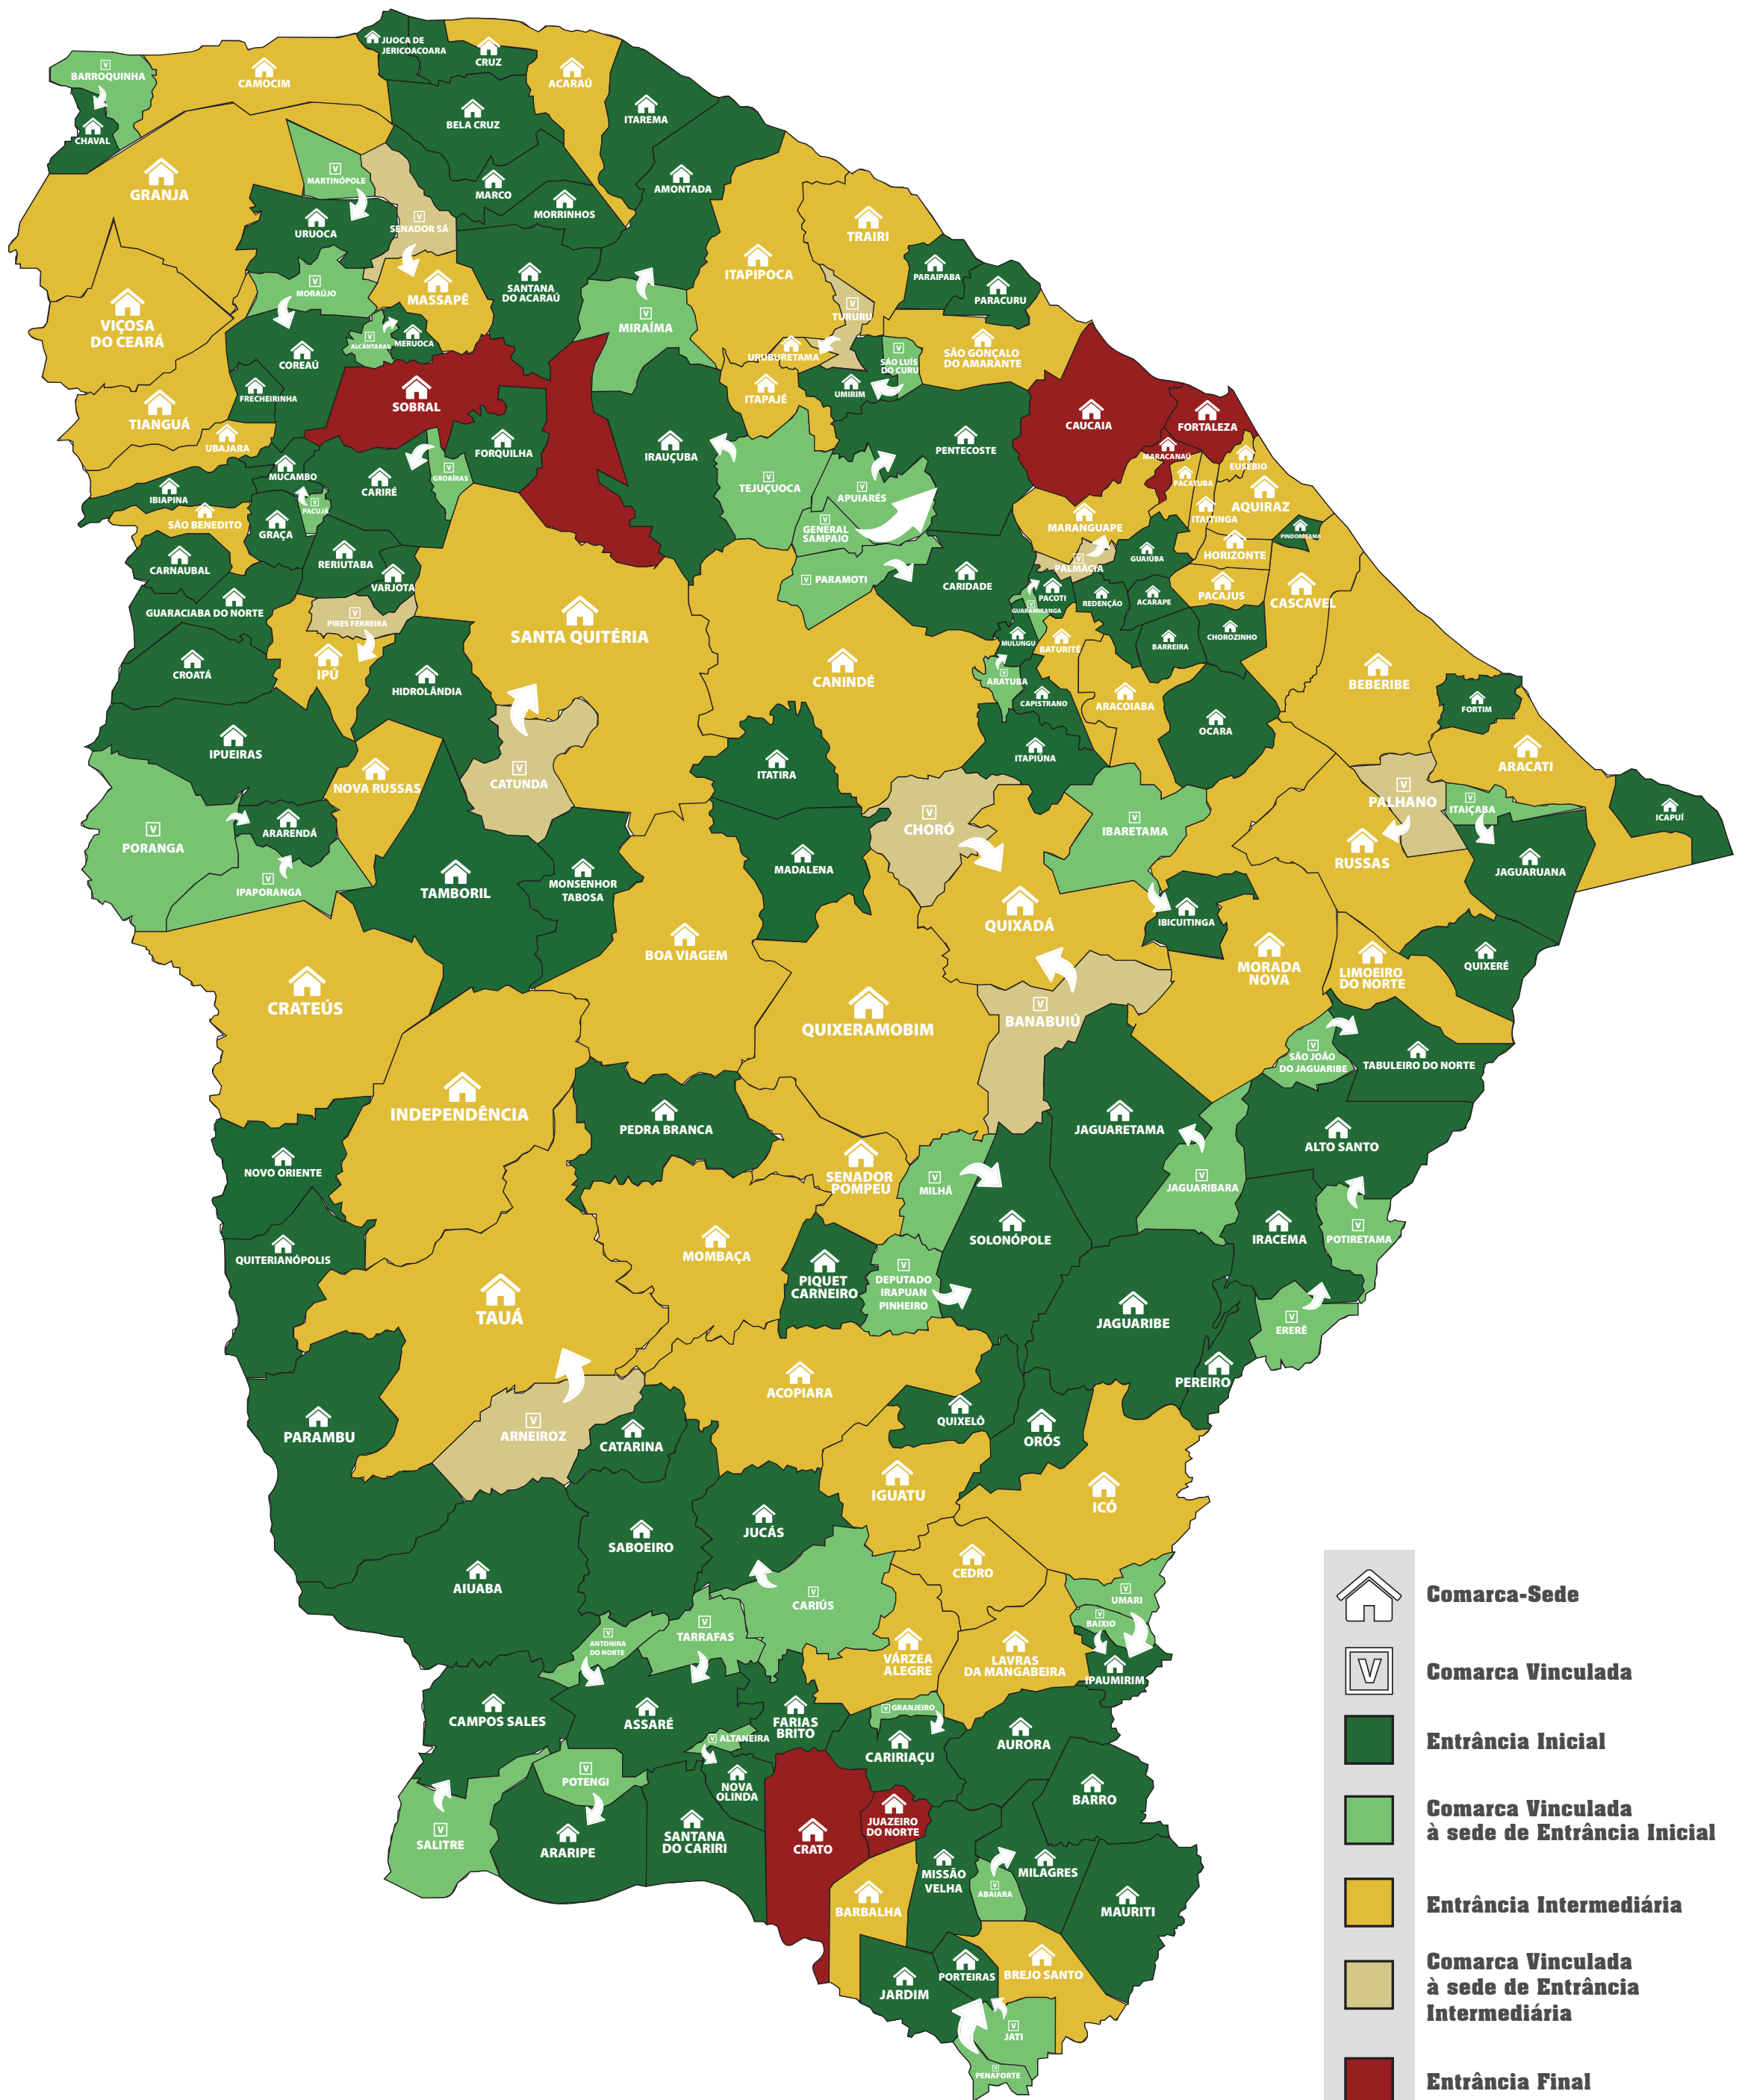 JIJOCA DE
JERICOACOARA
CRUZ
ACARAÚ
V
BARROQUINHA
CAMOCIM
CHAVAL
BELA CRUZ
ITAREMA
GRANJA
V
MARTINÓPOLE
MARCO
AMONTADA
MORRINHOS
URUOCA
V
SENADOR SÁ
TRAIRI
ITAPIPOCA
PARAIPABA
PARACURU
V
MORAÚJO
MASSAPÊ
SANTANA
DO ACARAÚ
V
MIRAÍMA
V
TURURU
VIÇOSA
DO CEARÁ
V
ALCÂNTARAS
MERUOCA
COREAÚ
URUBURETAMA
V
SÃO LUÍS
DO CURU
SÃO GONÇALO
DO AMARANTE
FRECHEIRINHA
SOBRAL
ITAPAJÉ
UMIRIM
CAUCAIA
FORTALEZA
TIANGUÁ
UBAJARA
FORQUILHA
IRAUÇUBA
PENTECOSTE
MARACANAÚ
EUSÉBIO
MUCAMBO
CARIRÉ
V
GROAÍRAS
V
TEJUÇUOCA
V
APUIARÉS
PACATUBA
AQUIRAZ
IBIAPINA
V
PACUJÁ
SÃO BENEDITO
GRAÇA
V
GENERAL
SAMPAIO
MARANGUAPE
ITAITINGA
PINDORETAMA
CARNAUBAL
RERIUTABA
VARJOTA
V PARAMOTI
CARIDADE
V
PALMÁCIA
GUAIÚBA
HORIZONTE
GUARACIABA DO NORTE
V
PIRES FERREIRA
SANTA QUITÉRIA
V
GUARAMIRANGA
PACOTI
REDENÇÃO
ACARAPE
PACAJUS
CASCAVEL
CROATÁ
IPÚ
HIDROLÂNDIA
CANINDÉ
MULUNGU
BATURITÉ
BARREIRA
CHOROZINHO
V
ARATUBA
CAPISTRANO
ARACOIABA
BEBERIBE
FORTIM
IPUEIRAS
ITAPIÚNA
OCARA
ARACATI
NOVA RUSSAS
V
CATUNDA
ITATIRA
V
PALHANO
V
ITAIÇABA
ICAPUÍ
V
PORANGA
ARARENDÁ
V
CHORÓ
V
IBARETAMA
RUSSAS
JAGUARUANA
V
IPAPORANGA
TAMBORIL
MONSENHOR
TABOSA
MADALENA
QUIXADÁ
IBICUITINGA
BOA VIAGEM
MORADA
NOVA
LIMOEIRO
DO NORTE
QUIXERÉ
CRATEÚS
QUIXERAMOBIM
V
BANABUIÚ
V
SÃO JOÃO
DO JAGUARIBE
TABULEIRO DO NORTE
INDEPENDÊNCIA
PEDRA BRANCA
JAGUARETAMA
ALTO SANTO
NOVO ORIENTE
SENADOR
POMPEU
V
MILHÃ
V
JAGUARIBARA
QUITERIANÓPOLIS
MOMBAÇA
SOLONÓPOLE
IRACEMA
V
POTIRETAMA
PIQUET
CARNEIRO
V
DEPUTADO
IRAPUAN
PINHEIRO
TAUÁ
JAGUARIBE
V
ERERÊ
PEREIRO
PARAMBU
V
ARNEIROZ
CATARINA
ACOPIARA
QUIXELÔ
ORÓS
IGUATU
ICÓ
SABOEIRO
JUCÁS
AIUABA
V
CARIÚS
CEDRO
V
UMARI
V
BAIXIO
IPAUMIRIM
V
ANTONINA
DO NORTE
V
TARRAFAS
VÁRZEA
ALEGRE
LAVRAS
DA MANGABEIRA
CAMPOS SALES
ASSARÉ
FARIAS
BRITO
V GRANJEIRO
V ALTANEIRA
CARIRIAÇU
AURORA
V
POTENGI
NOVA
OLINDA
BARRO
V
SALITRE
ARARIPE
SANTANA
DO CARIRI
CRATO
JUAZEIRO
DO NORTE
MISSÃO
VELHA
V
ABAIARA
MILAGRES
BARBALHA
MAURITI
JARDIM
PORTEIRAS
BREJO SANTO
V
JATI
V
PENAFORTE
Comarca-Sede
V
Comarca Vinculada
Entrância Inicial
Comarca Vinculada
à sede de Entrância Inicial
Entrância Intermediária
Comarca Vinculada
à sede de Entrância
Intermediária
Entrância Final